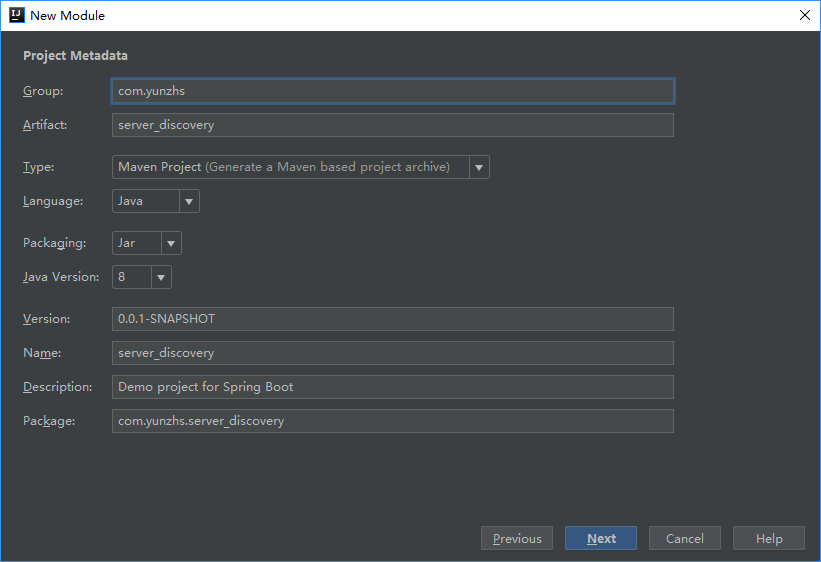 New Module
Project Metadata
Group: com.yunzhs
Artifact: server_discovery
Type: Maven Project (Generate a Maven based project archive)
Language: Java
Packaging: Jar
Java Version: 8
Version: 0.0.1-SNAPSHOT
Name: server_discovery
Description: Demo project for Spring Boot
Package: com.yunzhs.server_discovery
Previous Next Cancel Help